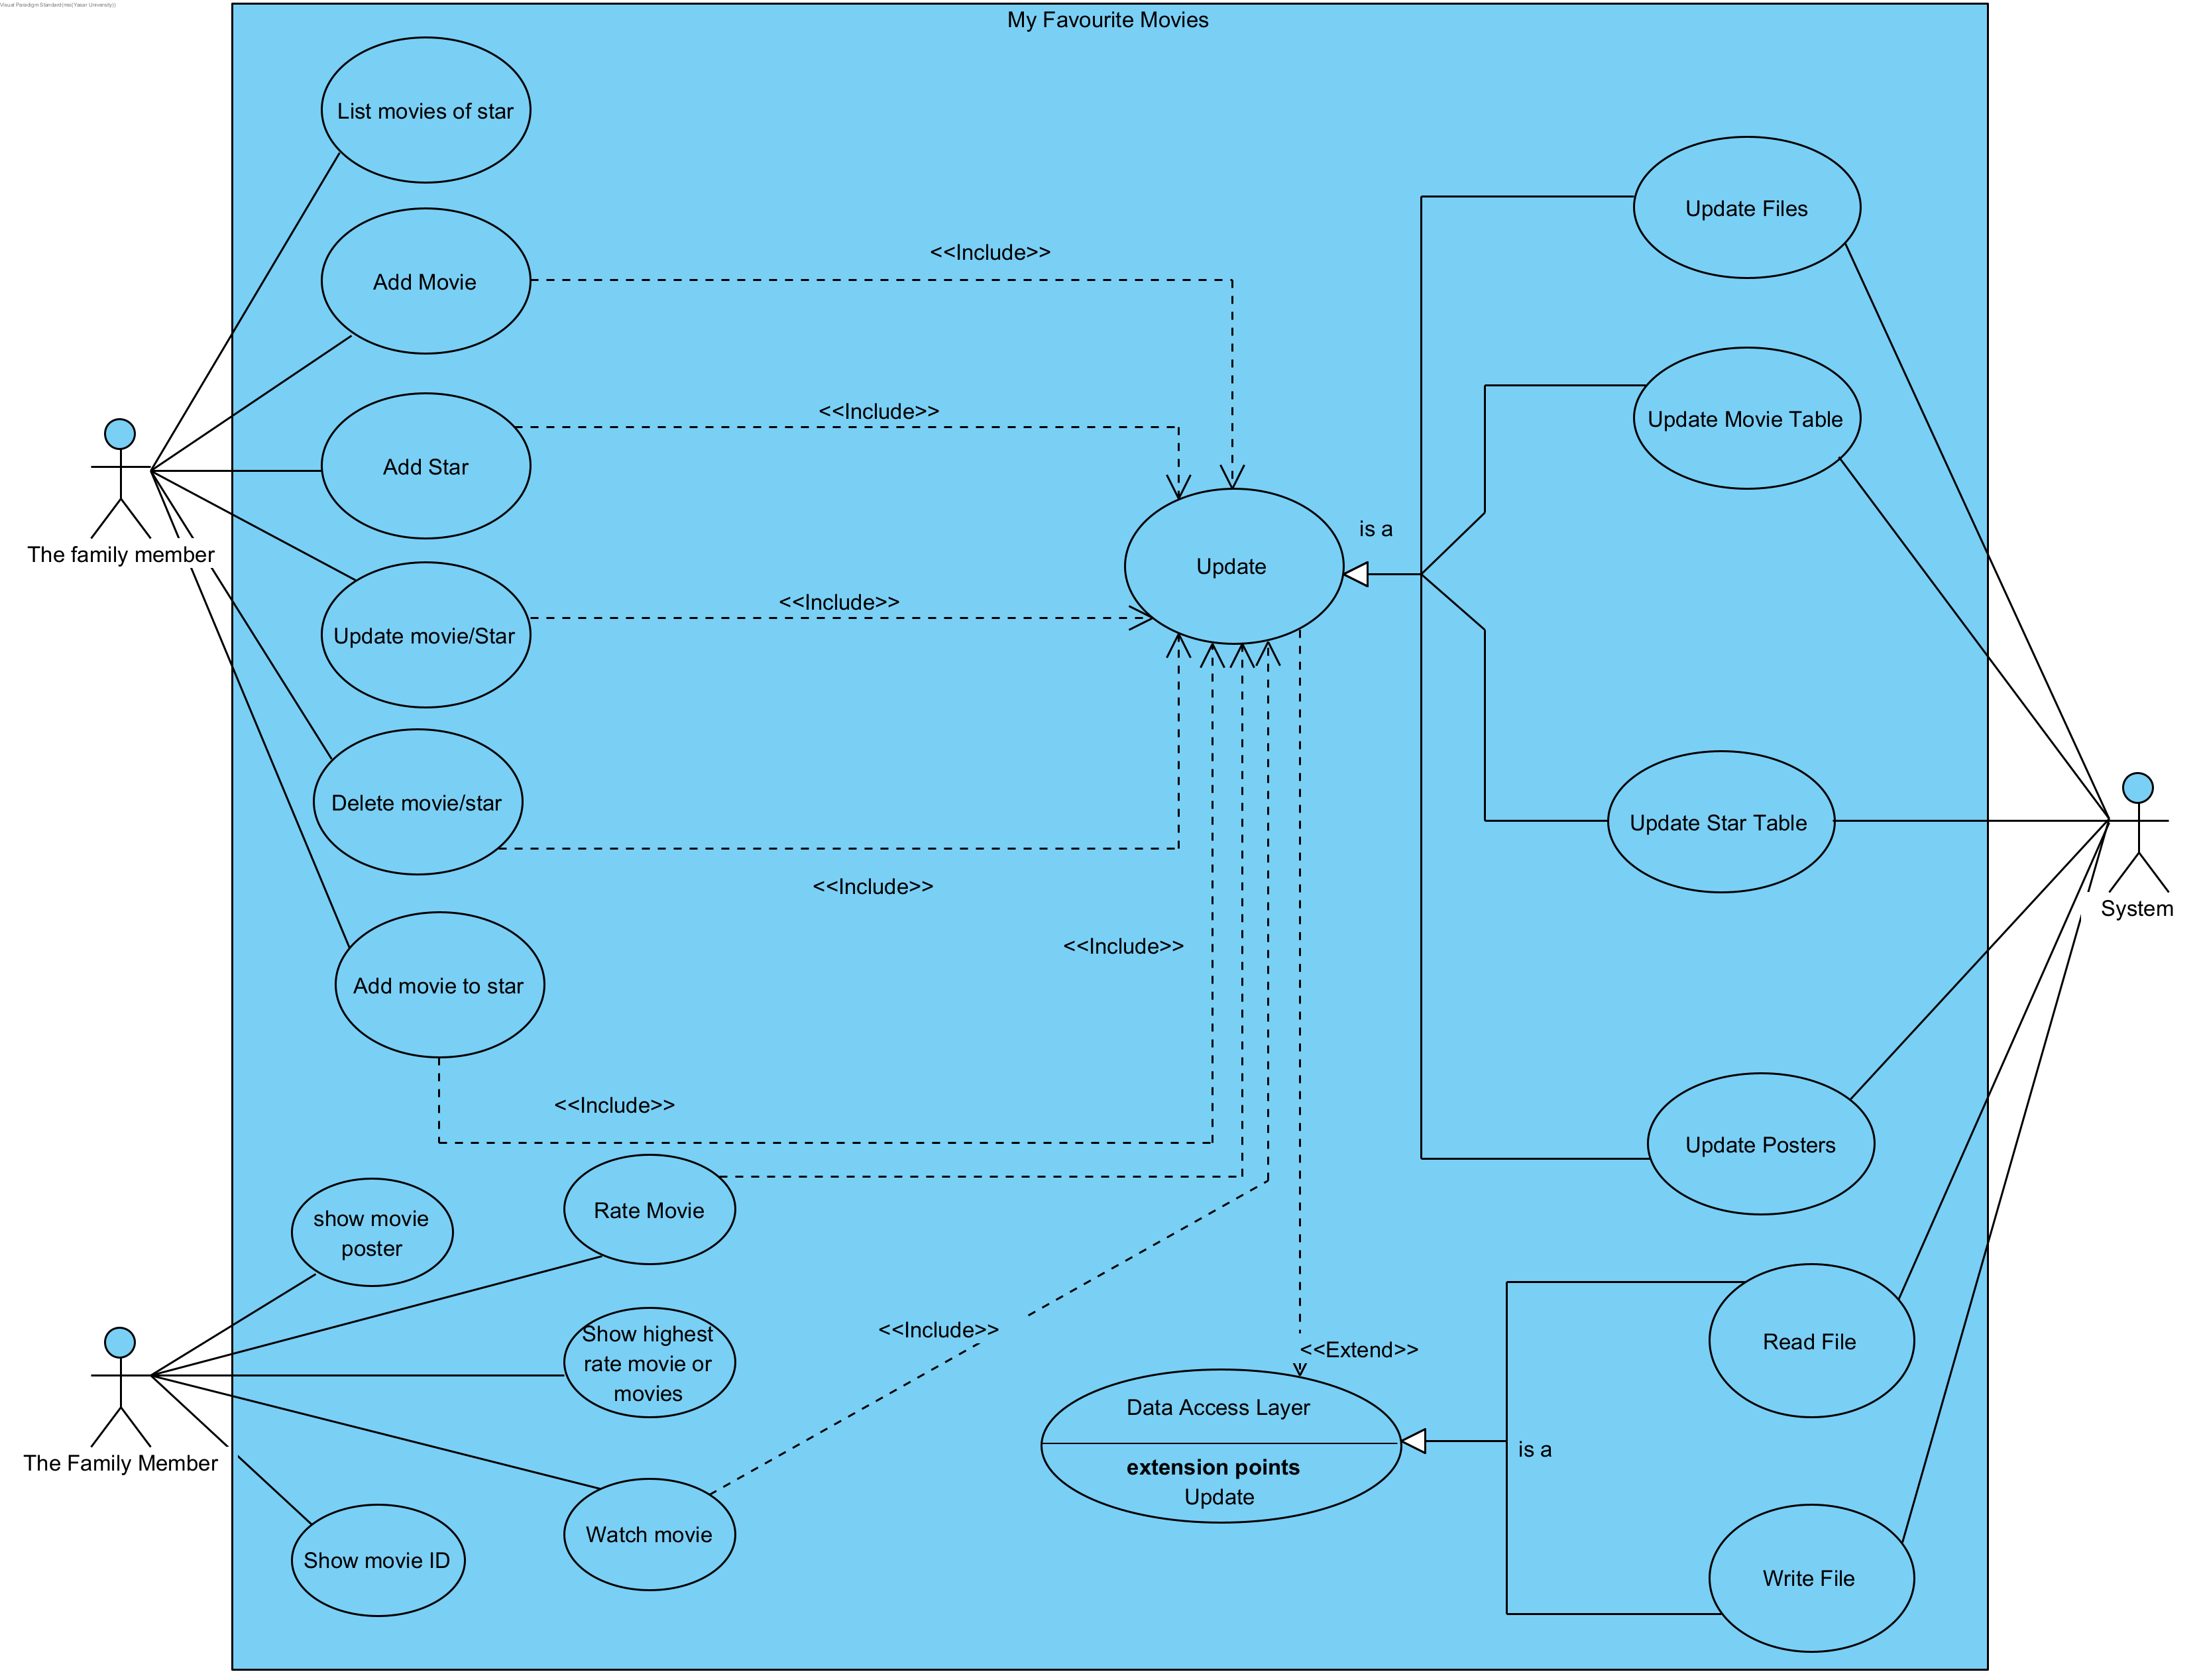 Visual Paradigm Standard(ms(Yasar University))
My Favourite Movies
List movies of star
Add Movie
<<Include>>
Add Star
<<Include>>
The family member
Update movie/Star
<<Include>>
Delete movie/star
<<Include>>
Add movie to star
<<Include>>
<<Include>>
Update
is a
Update Files
Update Movie Table
Update Star Table
Update Posters
System
show movie
poster
Rate Movie
Show highest
rate movie or
movies
<<Include>>
The Family Member
Watch movie
Show movie ID
<<Extend>>
Data Access Layer
extension points
Update
is a
Read File
Write File